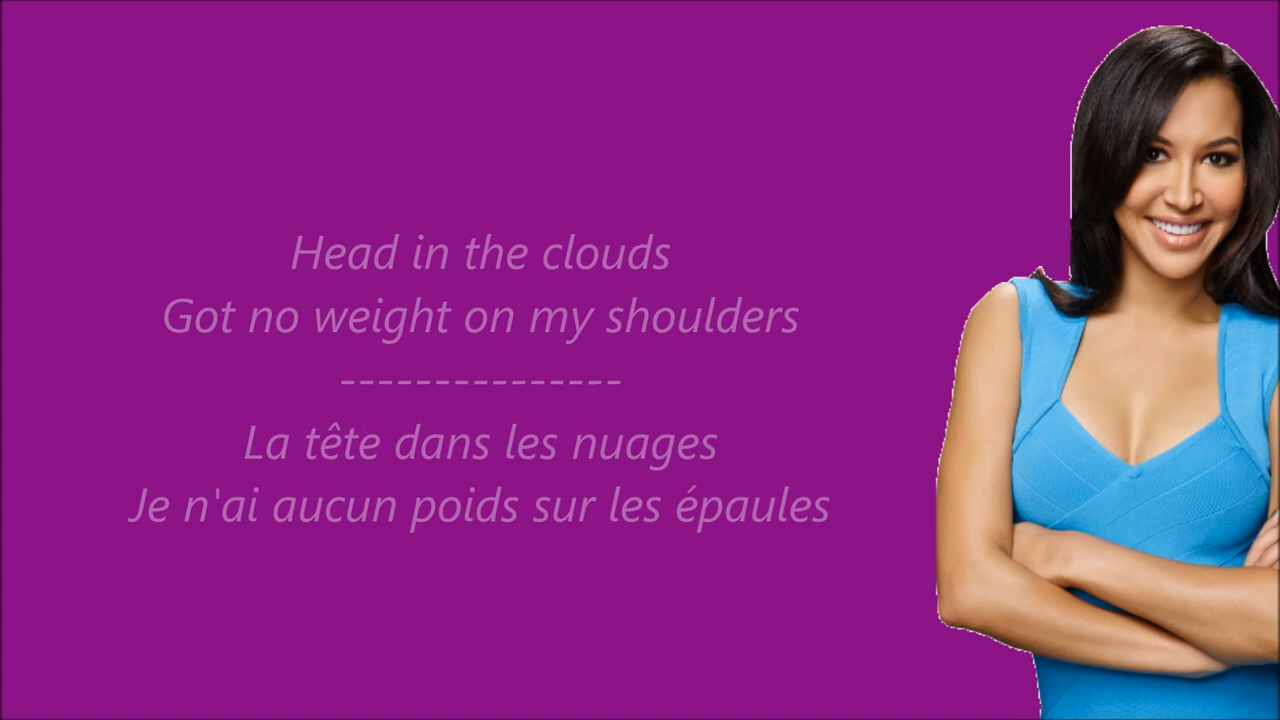 Head in the clouds
Got no weight on my shoulders
---------------
La tête dans les nuages
Je n'ai aucun poids sur les épaules